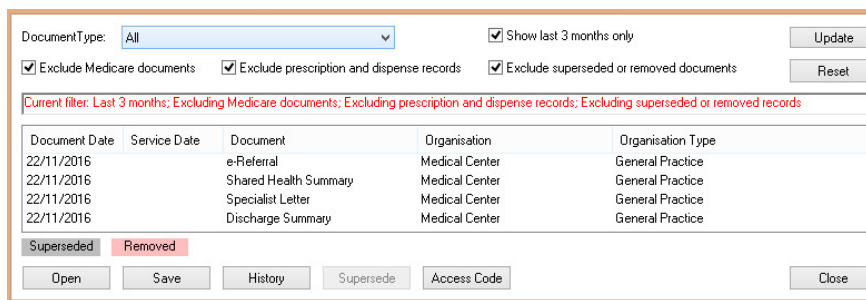 DocumentType: All Show last 3 months only Update
Exclude Medicare documents Exclude prescription and dispense records Exclude superseded or removed documents Reset
Current filter: Last 3 months; Excluding Medicare documents; Excluding prescription and dispense records; Excluding superseded or removed records
Document Date Service Date Document Organisation Organisation Type
22/11/2016 e-Referral Medical Center General Practice
22/11/2016 Shared Health Summary Medical Center General Practice
22/11/2016 Specialist Letter Medical Center General Practice
22/11/2016 Discharge Summary Medical Center General Practice
Superseded Removed
Open Save History Supersede Access Code Close